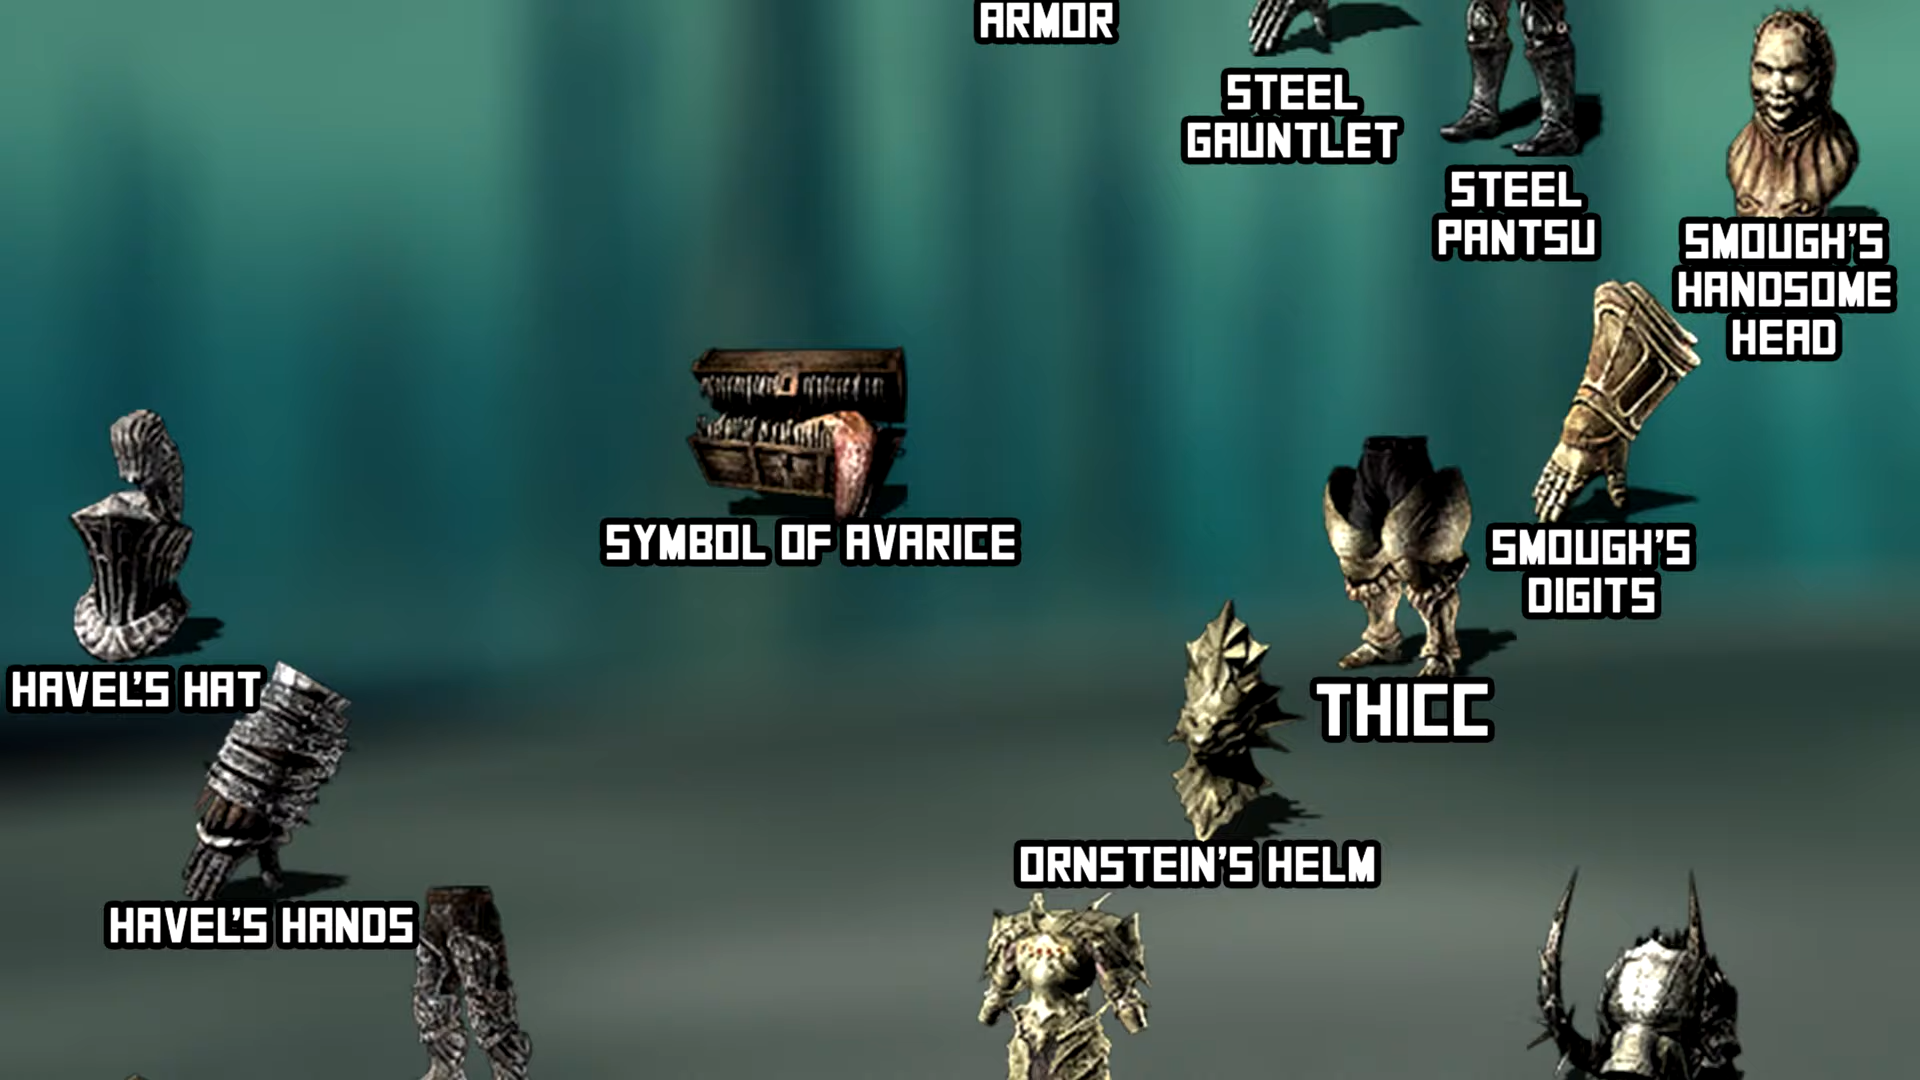 ARMOR
STEEL
GAUNTLET
STEEL
PANTSU
SMOUGH'S
HANDSOME
HEAD
SYMBOL OF AVARICE
SMOUGH'S
DIGITS
HAVEL'S HAT
THICC
ORNSTEIN'S HELM
HAVEL'S HANDS